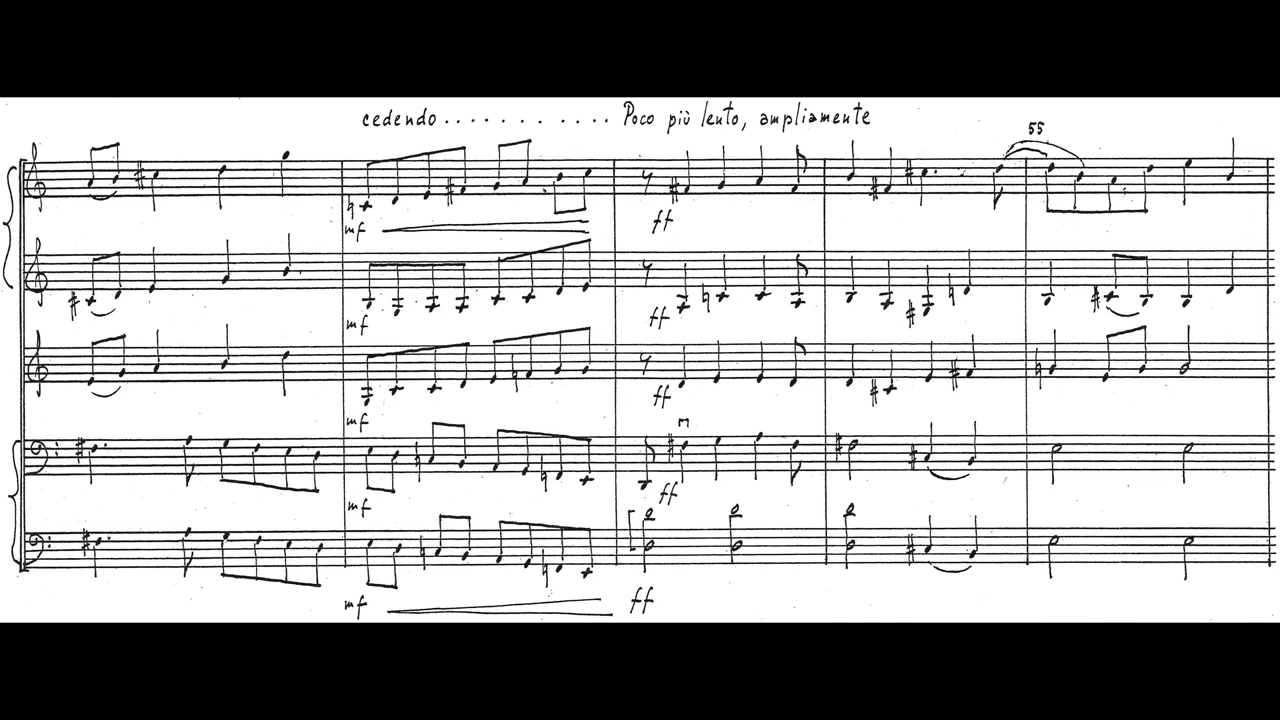 cedendo............ Poco più lento, ampliamente
55
mf ff
mf ff
mf ff
mf ff
mf ff